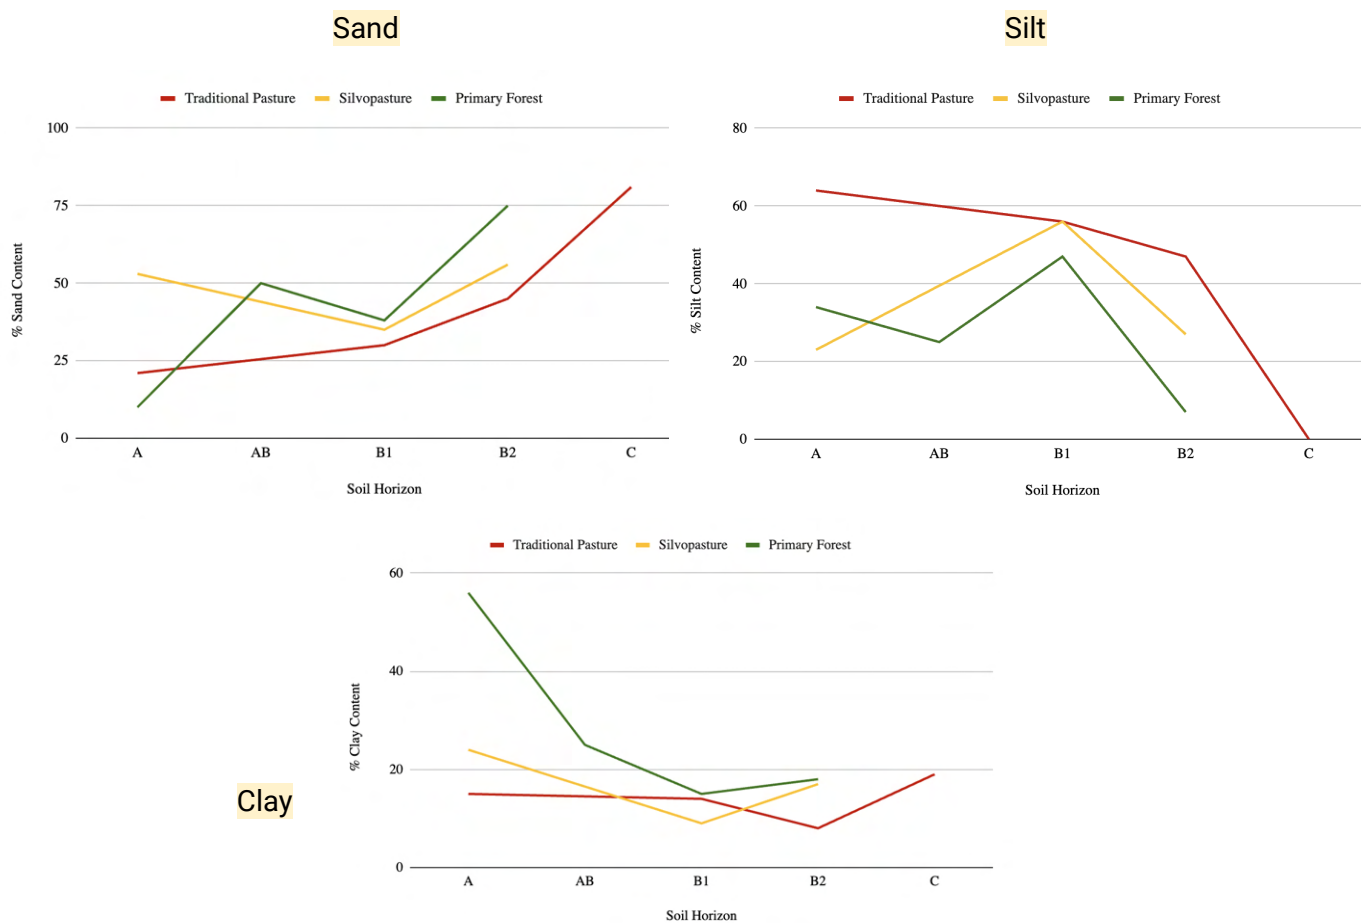 Sand
Silt
Traditional Pasture Silvopasture Primary Forest
100
75
50
25
0
% Sand Content
A AB B1 B2 C
Soil Horizon
Traditional Pasture Silvopasture Primary Forest
80
60
40
20
0
% Silt Content
A AB B1 B2 C
Soil Horizon
Clay
Traditional Pasture Silvopasture Primary Forest
60
40
20
0
% Clay Content
A AB B1 B2 C
Soil Horizon